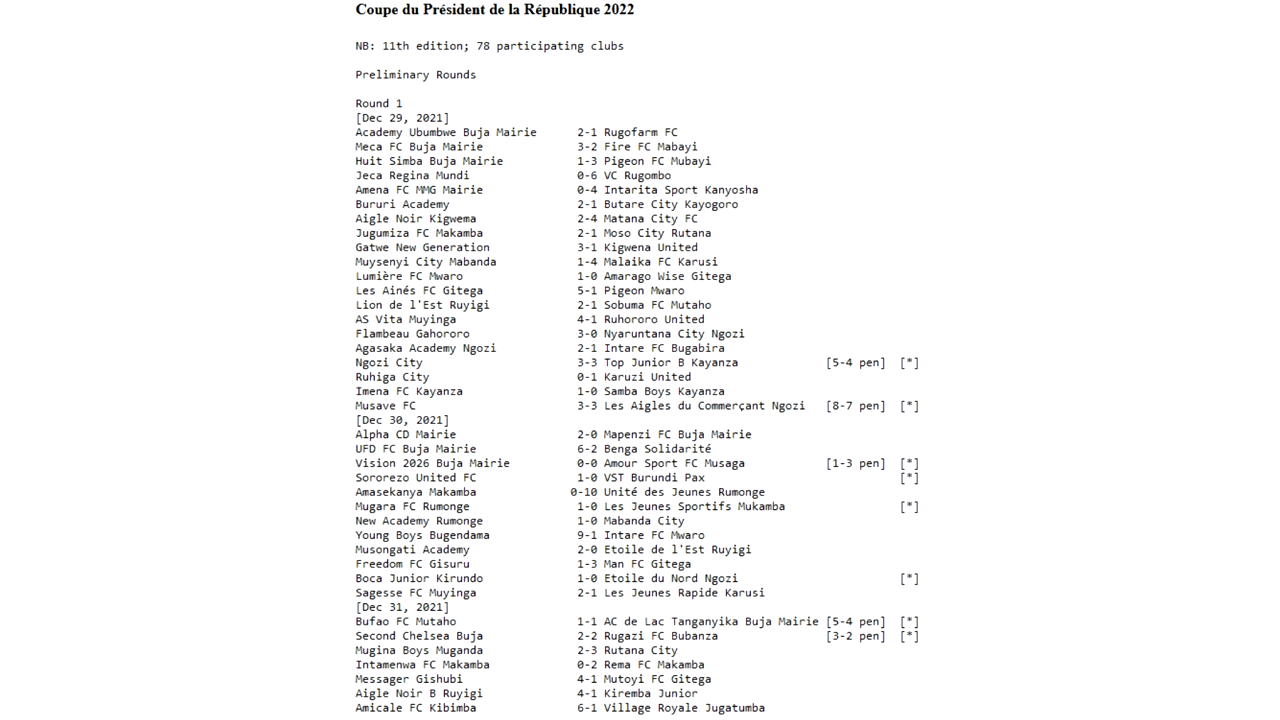 Coupe du Président de la République 2022
NB: 11th edition; 78 participating clubs
Preliminary Rounds
Round 1
[Dec 29, 2021]
Academy Ubumbwe Buja Mairie 2-1 Rugofarm FC
Meca FC Buja Mairie 3-2 Fire FC Mabayi
Huit Simba Buja Mairie 1-3 Pigeon FC Mubayi
Jeca Regina Mundi 0-6 VC Rugombo
Amena FC MMG Mairie 0-4 Intarita Sport Kanyosha
Bururi Academy 2-1 Butare City Kayogoro
Aigle Noir Kigwema 2-4 Matana City FC
Jugumiza FC Makamba 2-1 Moso City Rutana
Gatwe New Generation 3-1 Kigwena United
Muysenyi City Mabanda 1-4 Malaika FC Karusi
Lumière FC Mwaro 1-0 Amarago Wise Gitega
Les Ainés FC Gitega 5-1 Pigeon Mwaro
Lion de l'Est Ruyigi 2-1 Sobuma FC Mutaho
AS Vita Muyinga 4-1 Ruhororo United
Flambeau Gahororo 3-0 Nyaruntana City Ngozi
Agasaka Academy Ngozi 2-1 Intare FC Bugabira
Ngozi City 3-3 Top Junior B Kayanza [5-4 pen] [*]
Ruhiga City 0-1 Karuzi United
Imena FC Kayanza 1-0 Samba Boys Kayanza
Musave FC 3-3 Les Aigles du Commerçant Ngozi [8-7 pen] [*]
[Dec 30, 2021]
Alpha CD Mairie 2-0 Mapenzi FC Buja Mairie
UFD FC Buja Mairie 6-2 Benga Solidarité
Vision 2026 Buja Mairie 0-0 Amour Sport FC Musaga [1-3 pen] [*]
Sororezo United FC 1-0 VST Burundi Pax [*]
Amasekanya Makamba 0-10 Unité des Jeunes Rumonge
Mugara FC Rumonge 1-0 Les Jeunes Sportifs Mukamba [*]
New Academy Rumonge 1-0 Mabanda City
Young Boys Bugendama 9-1 Intare FC Mwaro
Musongati Academy 2-0 Etoile de l'Est Ruyigi
Freedom FC Gisuru 1-3 Man FC Gitega
Boca Junior Kirundo 1-0 Etoile du Nord Ngozi [*]
Sagesse FC Muyinga 2-1 Les Jeunes Rapide Karusi
[Dec 31, 2021]
Bufao FC Mutaho 1-1 AC de Lac Tanganyika Buja Mairie [5-4 pen] [*]
Second Chelsea Buja 2-2 Rugazi FC Bubanza [3-2 pen] [*]
Mugina Boys Muganda 2-3 Rutana City
Intamenwa FC Makamba 0-2 Rema FC Makamba
Messager Gishubi 4-1 Mutoyi FC Gitega
Aigle Noir B Ruyigi 4-1 Kiremba Junior
Amicale FC Kibimba 6-1 Village Royale Jugatumba